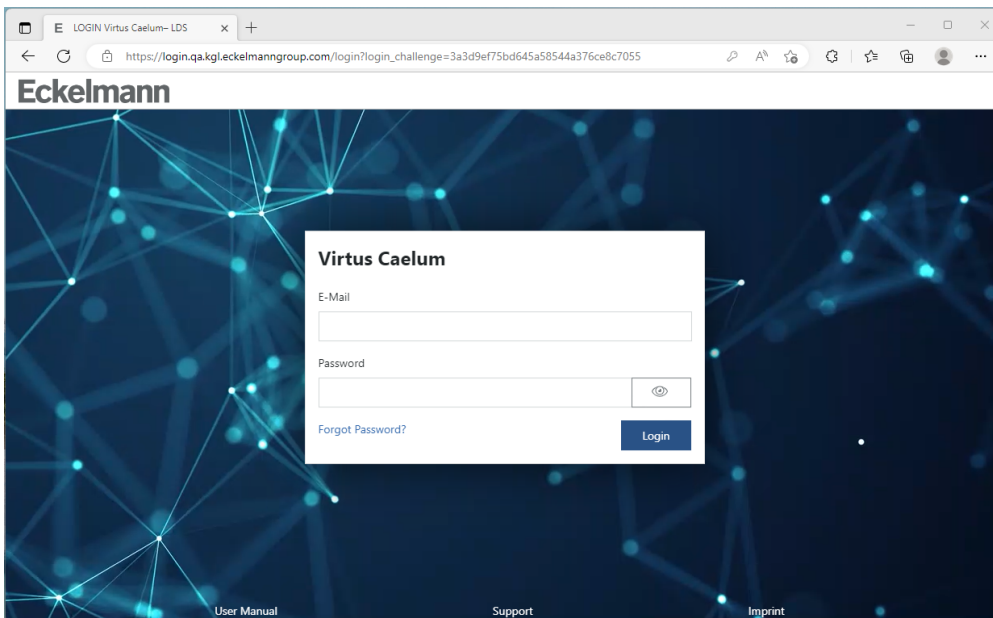 E LOGIN Virtus Caelum– LDS
https://login.qa.kgl.eckelmanngroup.com/login?login_challenge=3a3d9ef75bd645a58544a376ce8c7055
Eckelmann
Virtus Caelum
E-Mail
Password
Forgot Password?
Login
User Manual Support Imprint